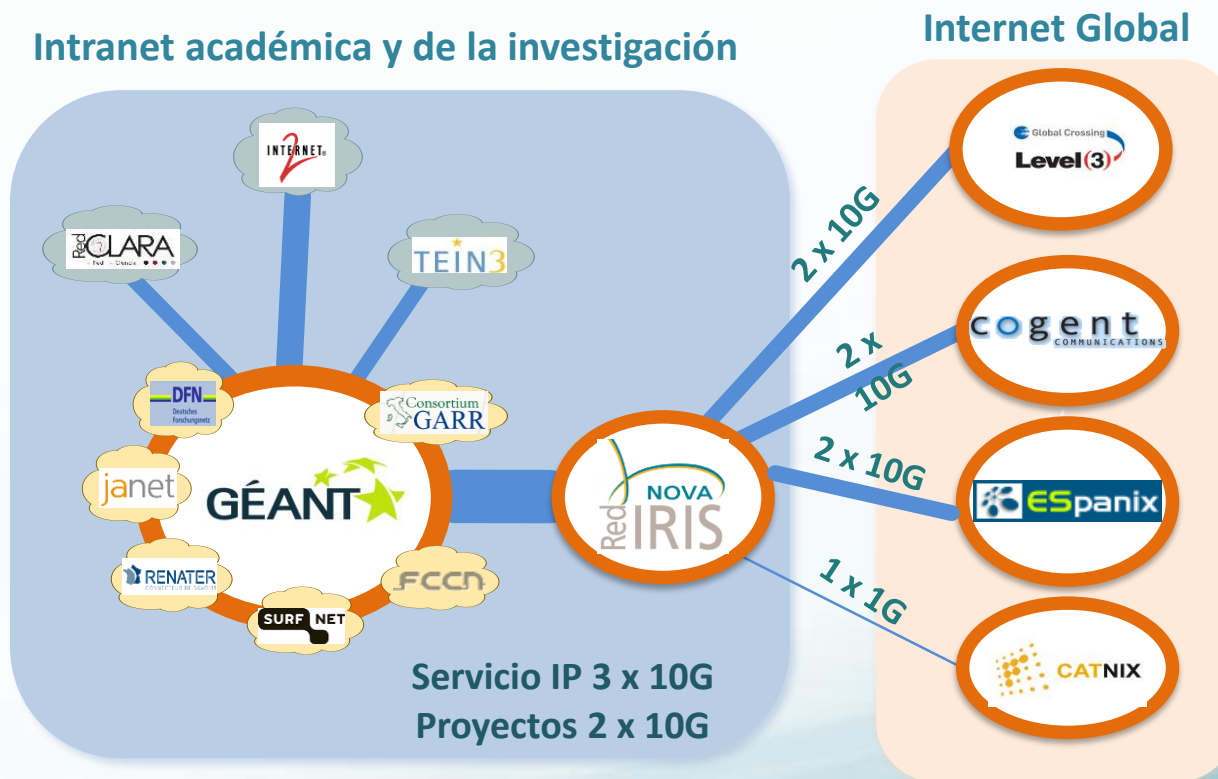 Intranet académica y de la investigación
Internet Global
INTERNET®
2
Red CLARA
TEIN3
DFN
Deutsches
Forschungsnetz
Consortium
GARR
janet
GÉANT
RENATER
FCCN
SURF NET
NOVA
Red IRIS
Servicio IP 3 x 10G
Proyectos 2 x 10G
2 x 10G
2 x
10G
2 x 10G
1 x 1G
Global Crossing
Level(3)
cogent
COMMUNICATIONS
ESpanix
CATNIX